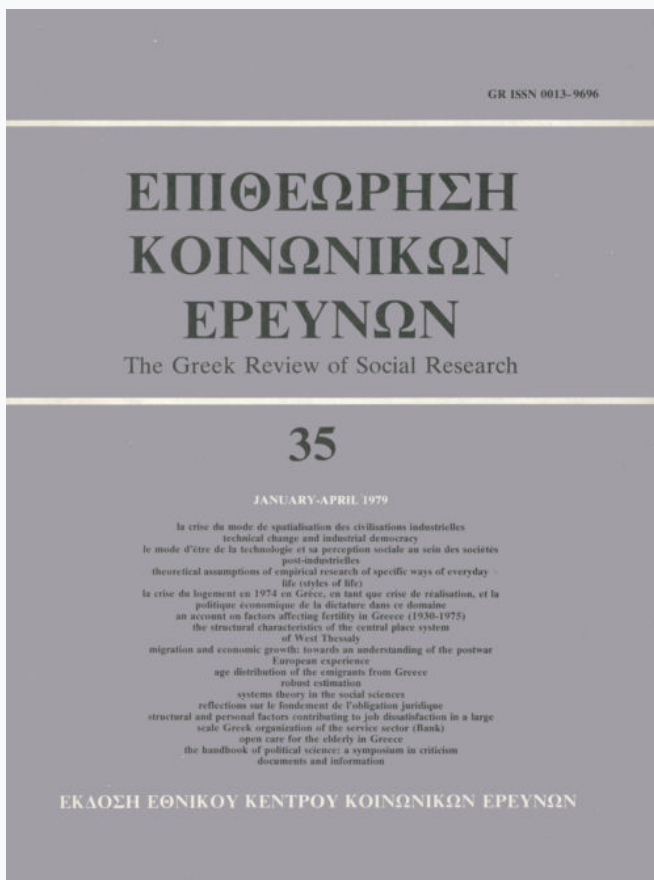 GR ISSN 0013-9696
ΕΠΙΘΕΩΡΗΣΗ
ΚΟΙΝΩΝΙΚΩΝ
ΕΡΕΥΝΩΝ
The Greek Review of Social Research
35
JANUARY-APRIL 1979
la crise du mode de spatialisation des civilisations industrielles
technical change and industrial democracy
le mode d'être de la technologie et sa perception sociale au sein des sociétés
post-industrielles
theoretical assumptions of empirical research of specific ways of everyday
life (styles of life)
la crise du logement en 1974 en Grèce, en tant que crise de réalisation, et la
politique économique de la dictature dans ce domaine
an account on factors affecting fertility in Greece (1930-1975)
the structural characteristics of the central place system
of West Thessaly
migration and economic growth: towards an understanding of the postwar
European experience
age distribution of the emigrants from Greece
robust estimation
systems theory in the social sciences
reflections sur le fondement de l'obligation juridique
structural and personal factors contributing to job dissatisfaction in a large
scale Greek organization of the service sector (Bank)
open care for the elderly in Greece
the handbook of political science: a symposium in criticism
documents and information
ΕΚΔΟΣΗ ΕΘΝΙΚΟΥ ΚΕΝΤΡΟΥ ΚΟΙΝΩΝΙΚΩΝ ΕΡΕΥΝΩΝ